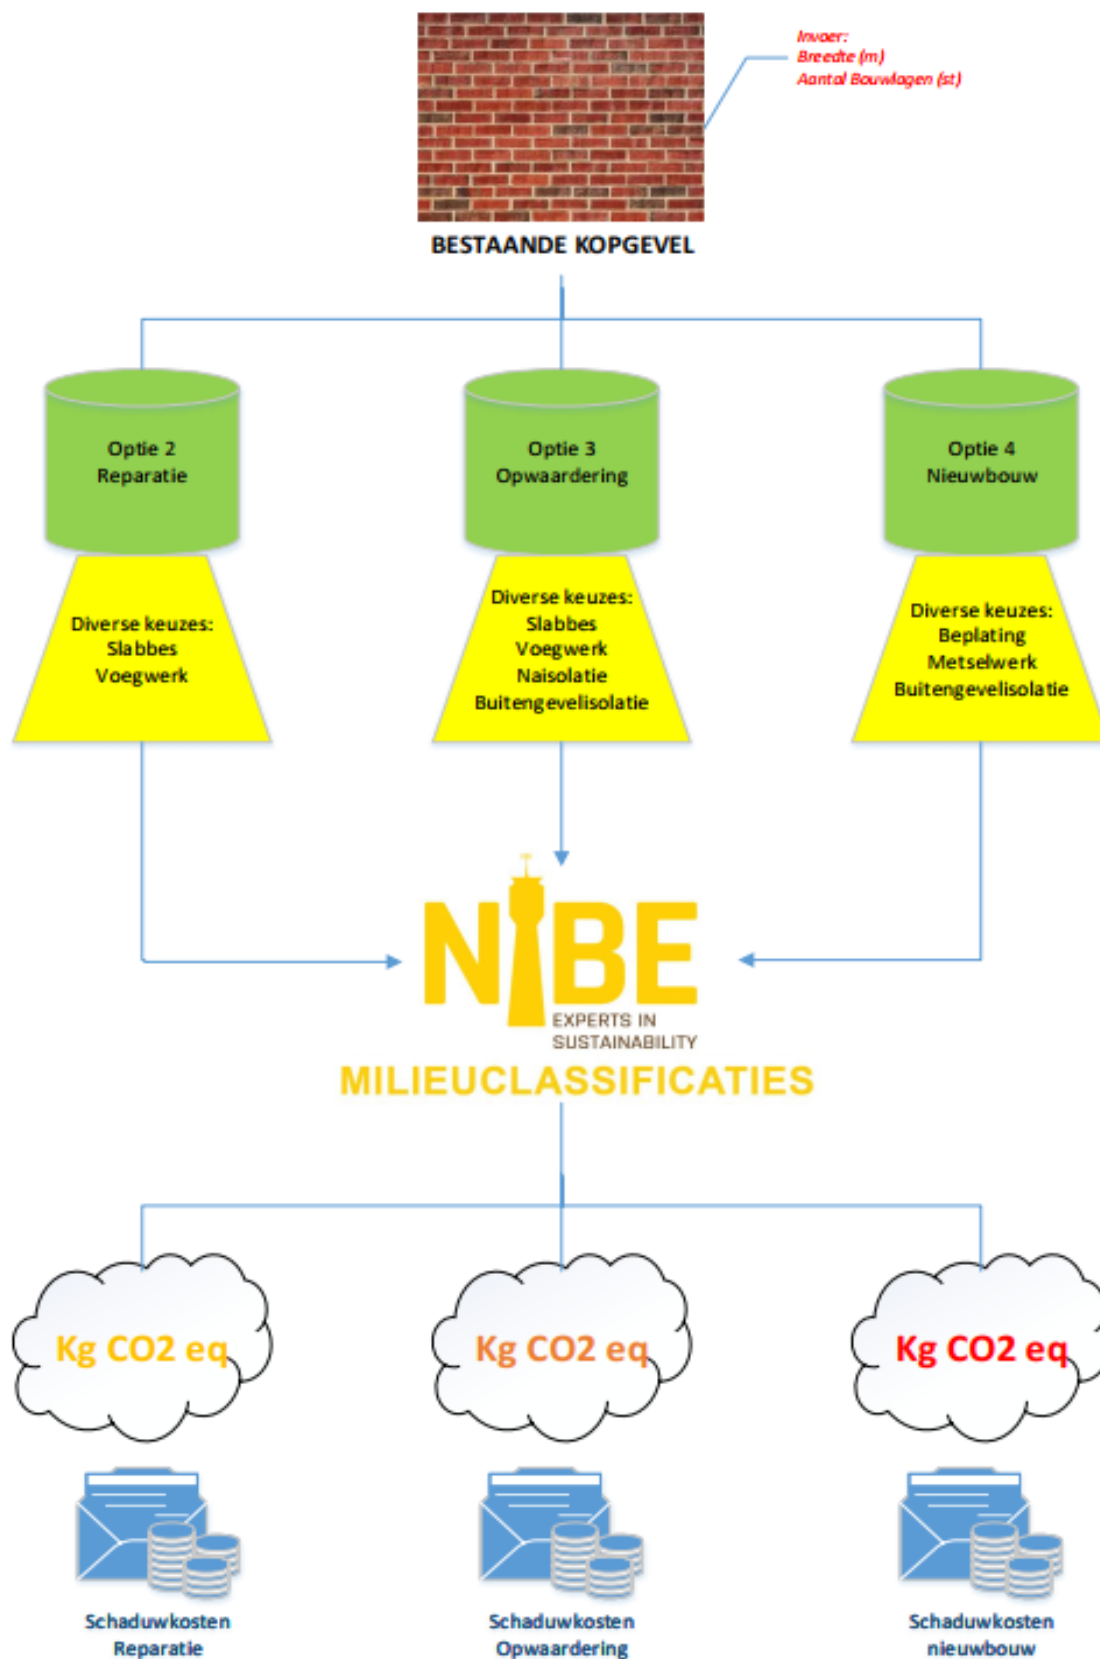 Invoer:
Breedte (m)
Aantal Bouwlagen (st)
BESTAANDE KOPGEVEL
Optie 2
Reparatie
Optie 3
Opwaardering
Optie 4
Nieuwbouw
Diverse keuzes:
Slabbes
Voegwerk
Diverse keuzes:
Slabbes
Voegwerk
Naisolatie
Buitengevelisolatie
Diverse keuzes:
Beplating
Metselwerk
Buitengevelisolatie
NIBE
EXPERTS IN
SUSTAINABILITY
MILIEUCLASSIFICATIES
Kg CO2 eq
Kg CO2 eq
Kg CO2 eq
Schaduwkosten
Reparatie
Schaduwkosten
Opwaardering
Schaduwkosten
nieuwbouw